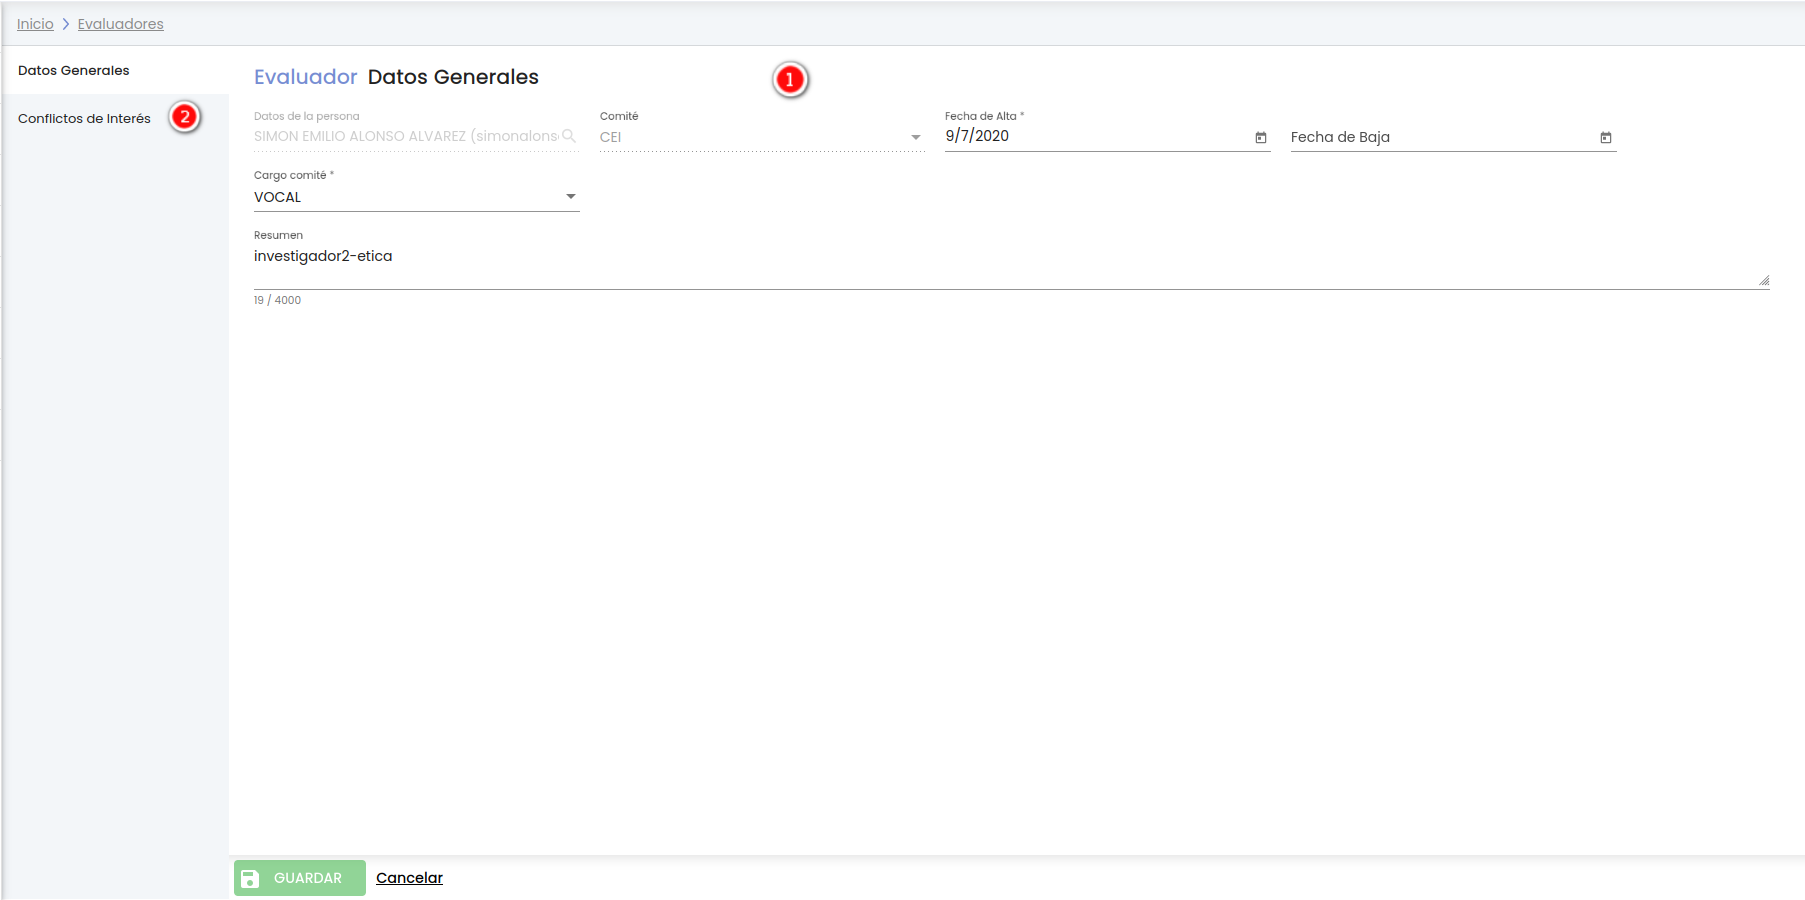 Inicio > Evaluadores
Datos Generales
Conflictos de Interés 2
Evaluador Datos Generales 1
Datos de la persona
SIMON EMILIO ALONSO ALVAREZ (simonalons
Comité
CEI
Fecha de Alta *
9/7/2020
Fecha de Baja
Cargo comité *
VOCAL
Resumen
investigador2-etica
19 / 4000
GUARDAR Cancelar